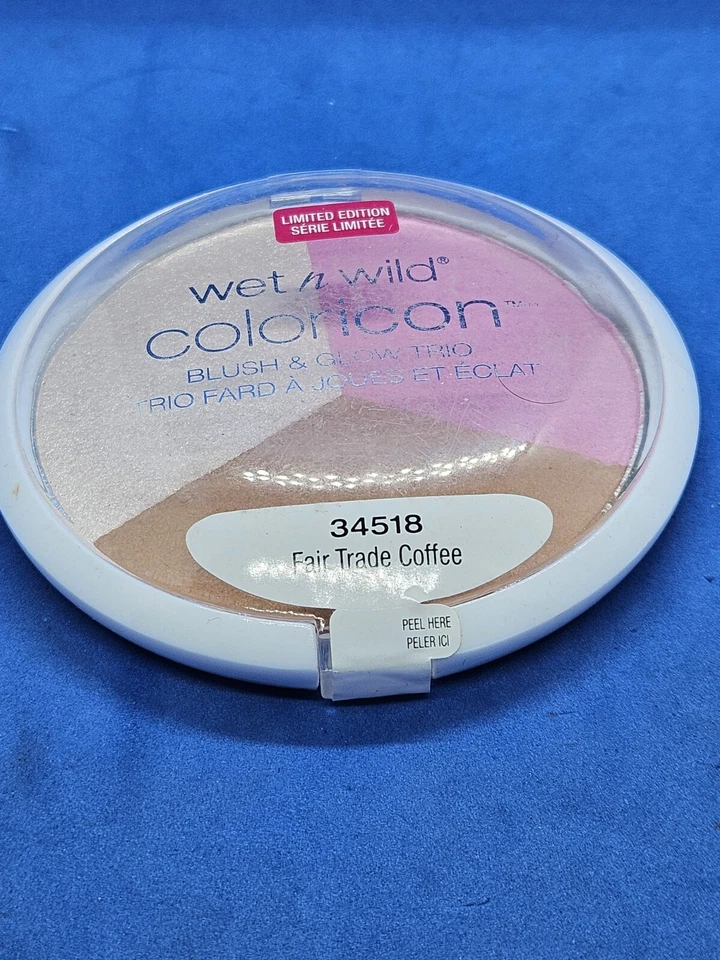 LIMITED EDITION
SÉRIE LIMITÉE
wet n wild®
coloricon™
BLUSH & GLOW TRIO
TRIO FARD À JOUES ET ÉCLAT
34518
Fair Trade Coffee
PEEL HERE
PELER ICI